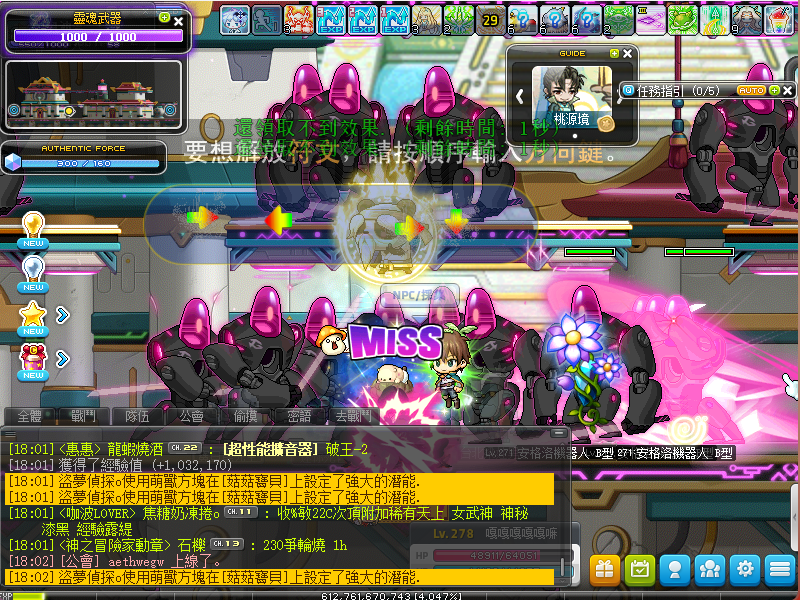 靈魂武器
1000 / 1000
AUTHENTIC FORCE
300 / 160
EXP
EXP
EXP
29
GUIDE
桃源境
任務指引 (0/5)
AUTO
還領取不到效果. (剩餘時間: 1秒)
要想解放符文，請按順序輸入方向鍵。
NEW
NEW
NEW
NEW
NPC/採集
MISS
全體
戰鬥
隊伍
公會
偷摸
密語
去戰鬥
[18:01] <惠惠> 龍蝦燒酒 CH.22 : [超性能擴音器] 破王-2
[18:01] 獲得了經驗值 (+1,032,170)
[18:01] 盜夢偵探o使用萌獸方塊在[菇菇寶貝]上設定了強大的潛能.
[18:01] 盜夢偵探o使用萌獸方塊在[菇菇寶貝]上設定了強大的潛能.
[18:01] <咖波LOVER> 焦糖奶凍捲。 CH.11 : 收%敏22C次頂附加稀有天上 女武神 神秘
漆黑 經驗露緹
[18:01] <神之冒險家勳章> 石櫟 CH.13 : 230爭輪燒 1h
[18:02] [公會] aethwegw 上線了。
[18:02] 盜夢偵探o使用萌獸方塊在[菇菇寶貝]上設定了強大的潛能.
Lv.271 安格洛機器人 B型
271 安格洛機器人 B型
Lv.278
HP 48911/64051
EXP
612,761,670,743 [4.047%]